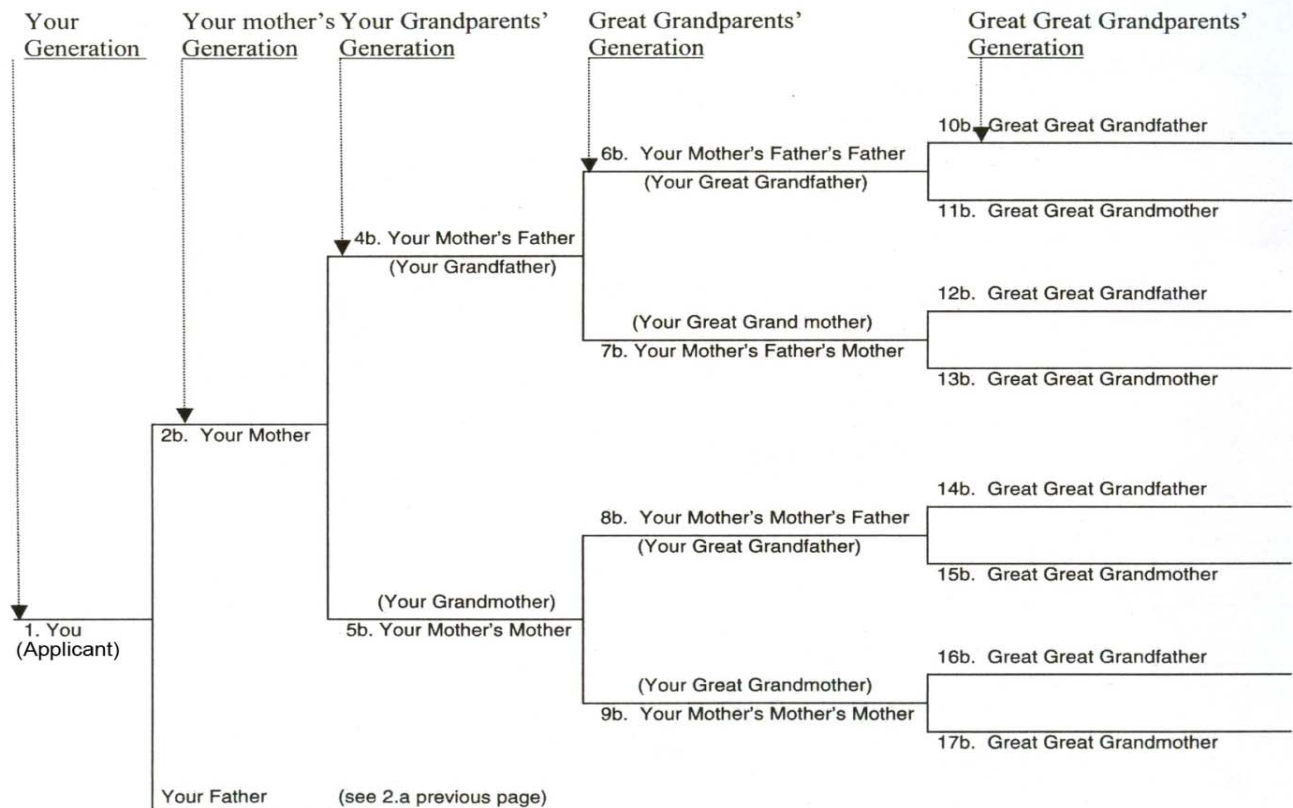 Your
Generation
Your mother's
Generation
Your Grandparents'
Generation
Great Grandparents'
Generation
Great Great Grandparents'
Generation
10b. Great Great Grandfather
6b. Your Mother's Father's Father
(Your Great Grandfather)
11b. Great Great Grandmother
4b. Your Mother's Father
(Your Grandfather)
12b. Great Great Grandfather
(Your Great Grand mother)
7b. Your Mother's Father's Mother
13b. Great Great Grandmother
2b. Your Mother
14b. Great Great Grandfather
8b. Your Mother's Mother's Father
(Your Great Grandfather)
15b. Great Great Grandmother
(Your Grandmother)
5b. Your Mother's Mother
1. You
(Applicant)
16b. Great Great Grandfather
(Your Great Grandmother)
9b. Your Mother's Mother's Mother
17b. Great Great Grandmother
Your Father (see 2.a previous page)